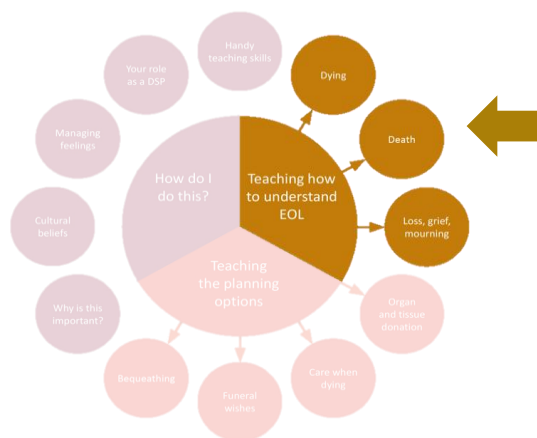 Handy
teaching skills
Dying
Your role
as a DSP
Death
Managing
feelings
How do I
do this?
Teaching how
to understand
EOL
Cultural
beliefs
Loss, grief,
mourning
Teaching
the planning
options
Why is this
important?
Organ
and tissue
donation
Bequeathing
Care when
dying
Funeral
wishes